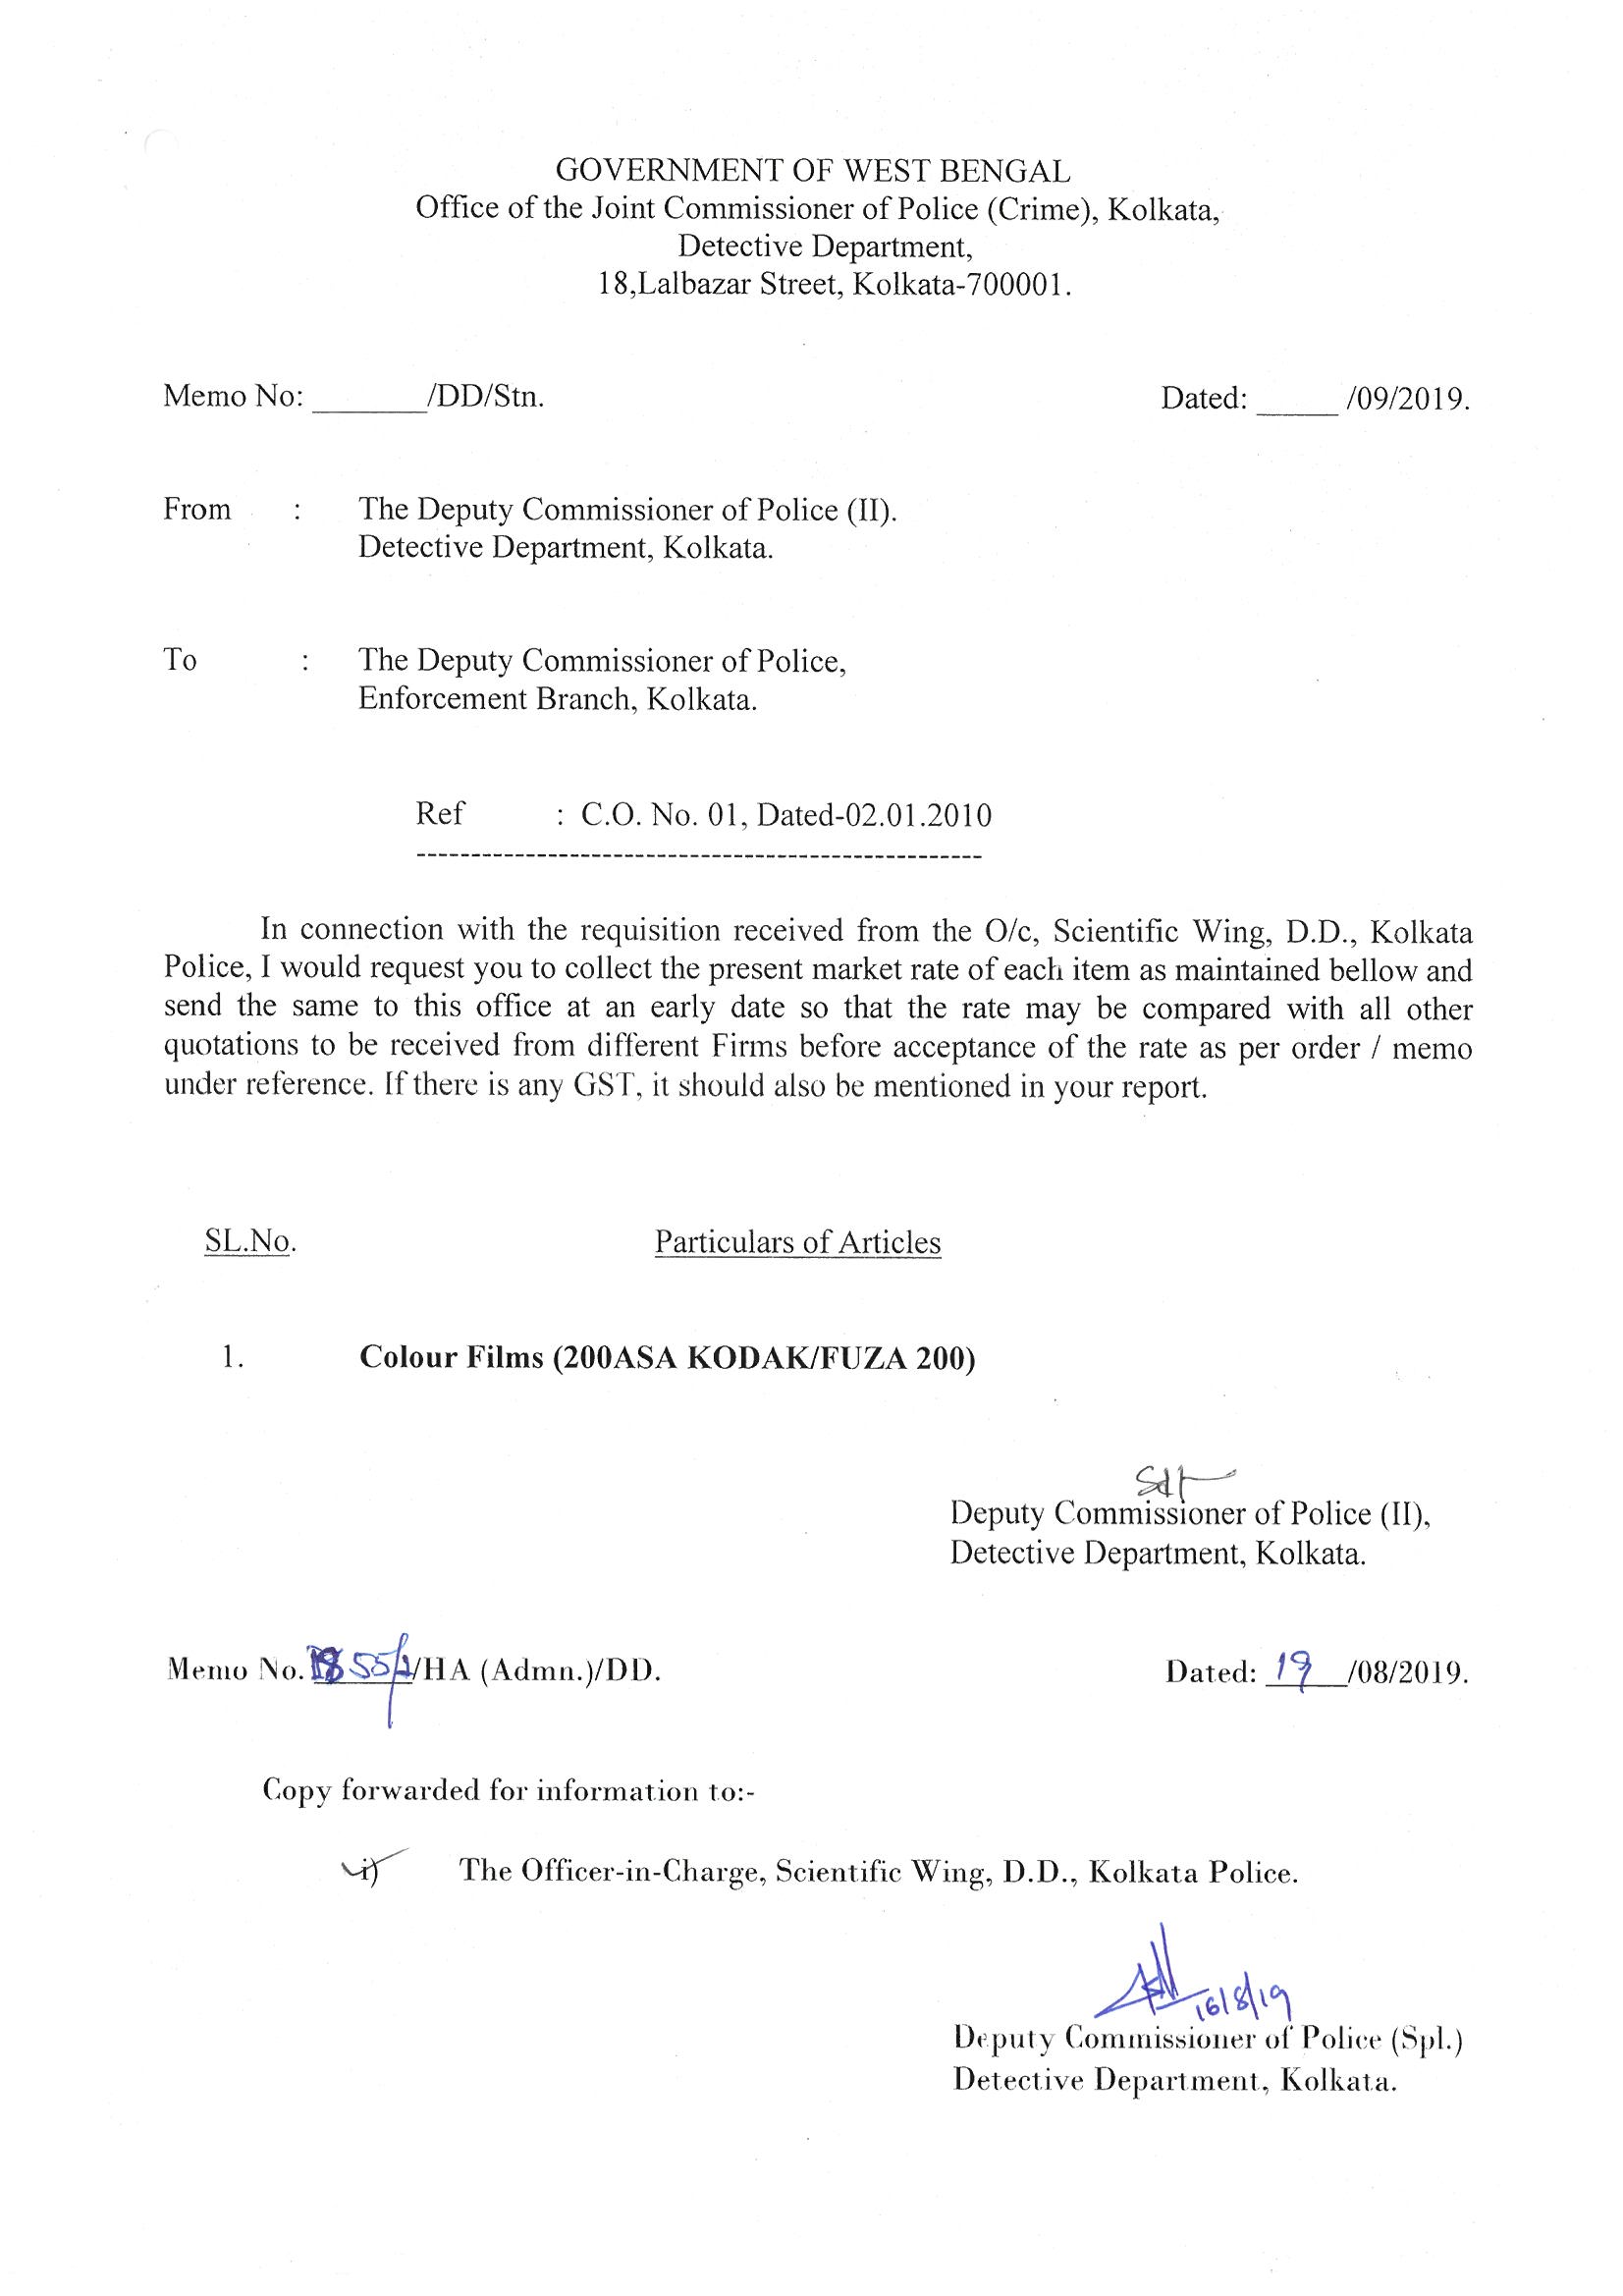 GOVERNMENT OF WEST BENGAL
Office of the Joint Commissioner of Police (Crime), Kolkata,
Detective Department,
18,Lalbazar Street, Kolkata-700001.
Memo No: _______/DD/Stn. Dated: _____ /09/2019.
From : The Deputy Commissioner of Police (II).
Detective Department, Kolkata.
To : The Deputy Commissioner of Police,
Enforcement Branch, Kolkata.
Ref : C.O. No. 01, Dated-02.01.2010
In connection with the requisition received from the O/c, Scientific Wing, D.D., Kolkata
Police, I would request you to collect the present market rate of each item as maintained bellow and
send the same to this office at an early date so that the rate may be compared with all other
quotations to be received from different Firms before acceptance of the rate as per order / memo
under reference. If there is any GST, it should also be mentioned in your report.
SL.No. Particulars of Articles
1. Colour Films (200ASA KODAK/FUZA 200)
Sd/-
Deputy Commissioner of Police (II),
Detective Department, Kolkata.
Memo No. /HA (Admn.)/DD. Dated: 19 /08/2019.
Copy forwarded for information to:-
i) The Officer-in-Charge, Scientific Wing, D.D., Kolkata Police.
16/8/19
Deputy Commissioner of Police (Spl.)
Detective Department, Kolkata.